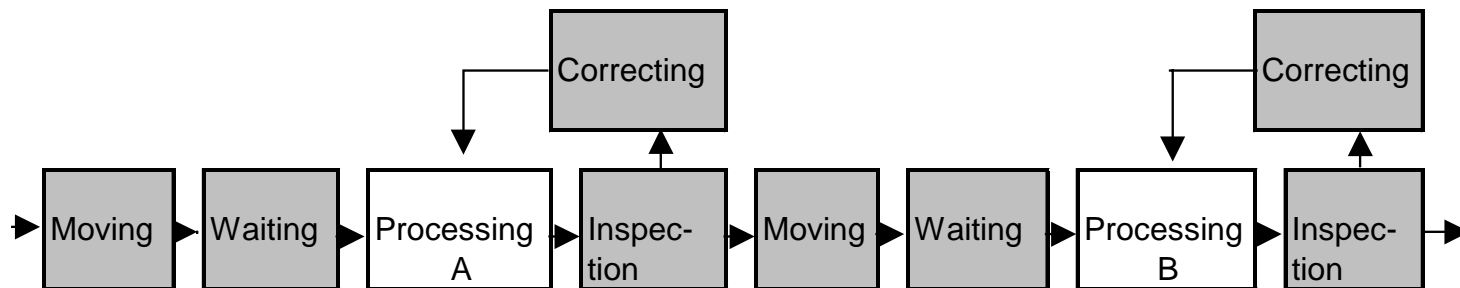 Correcting
Correcting
Moving
Waiting
Processing
A
Inspec-
tion
Moving
Waiting
Processing
B
Inspec-
tion